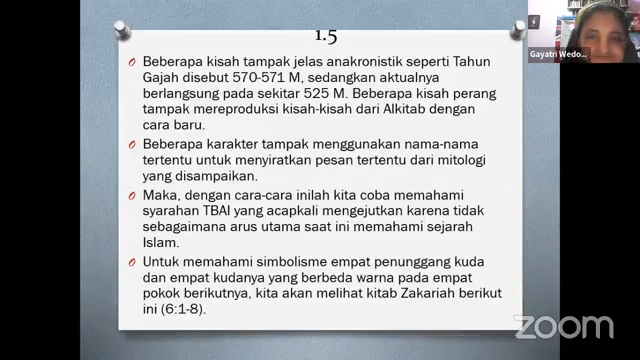 1.5
Beberapa kisah tampak jelas anakronistik seperti Tahun
Gajah disebut 570-571 M, sedangkan aktualnya
berlangsung pada sekitar 525 M. Beberapa kisah perang
tampak mereproduksi kisah-kisah dari Alkitab dengan
cara baru.
Beberapa karakter tampak menggunakan nama-nama
tertentu untuk menyiratkan pesan tertentu dari mitologi
yang disampaikan.
Maka, dengan cara-cara inilah kita coba memahami
syarahan TBAI yang acapkali mengejutkan karena tidak
sebagaimana arus utama saat ini memahami sejarah
Islam.
Untuk memahami simbolisme empat penunggang kuda
dan empat kudanya yang berbeda warna pada empat
pokok berikutnya, kita akan melihat kitab Zakariah berikut
ini (6:1-8).
Gayatri Wedo...
zoom